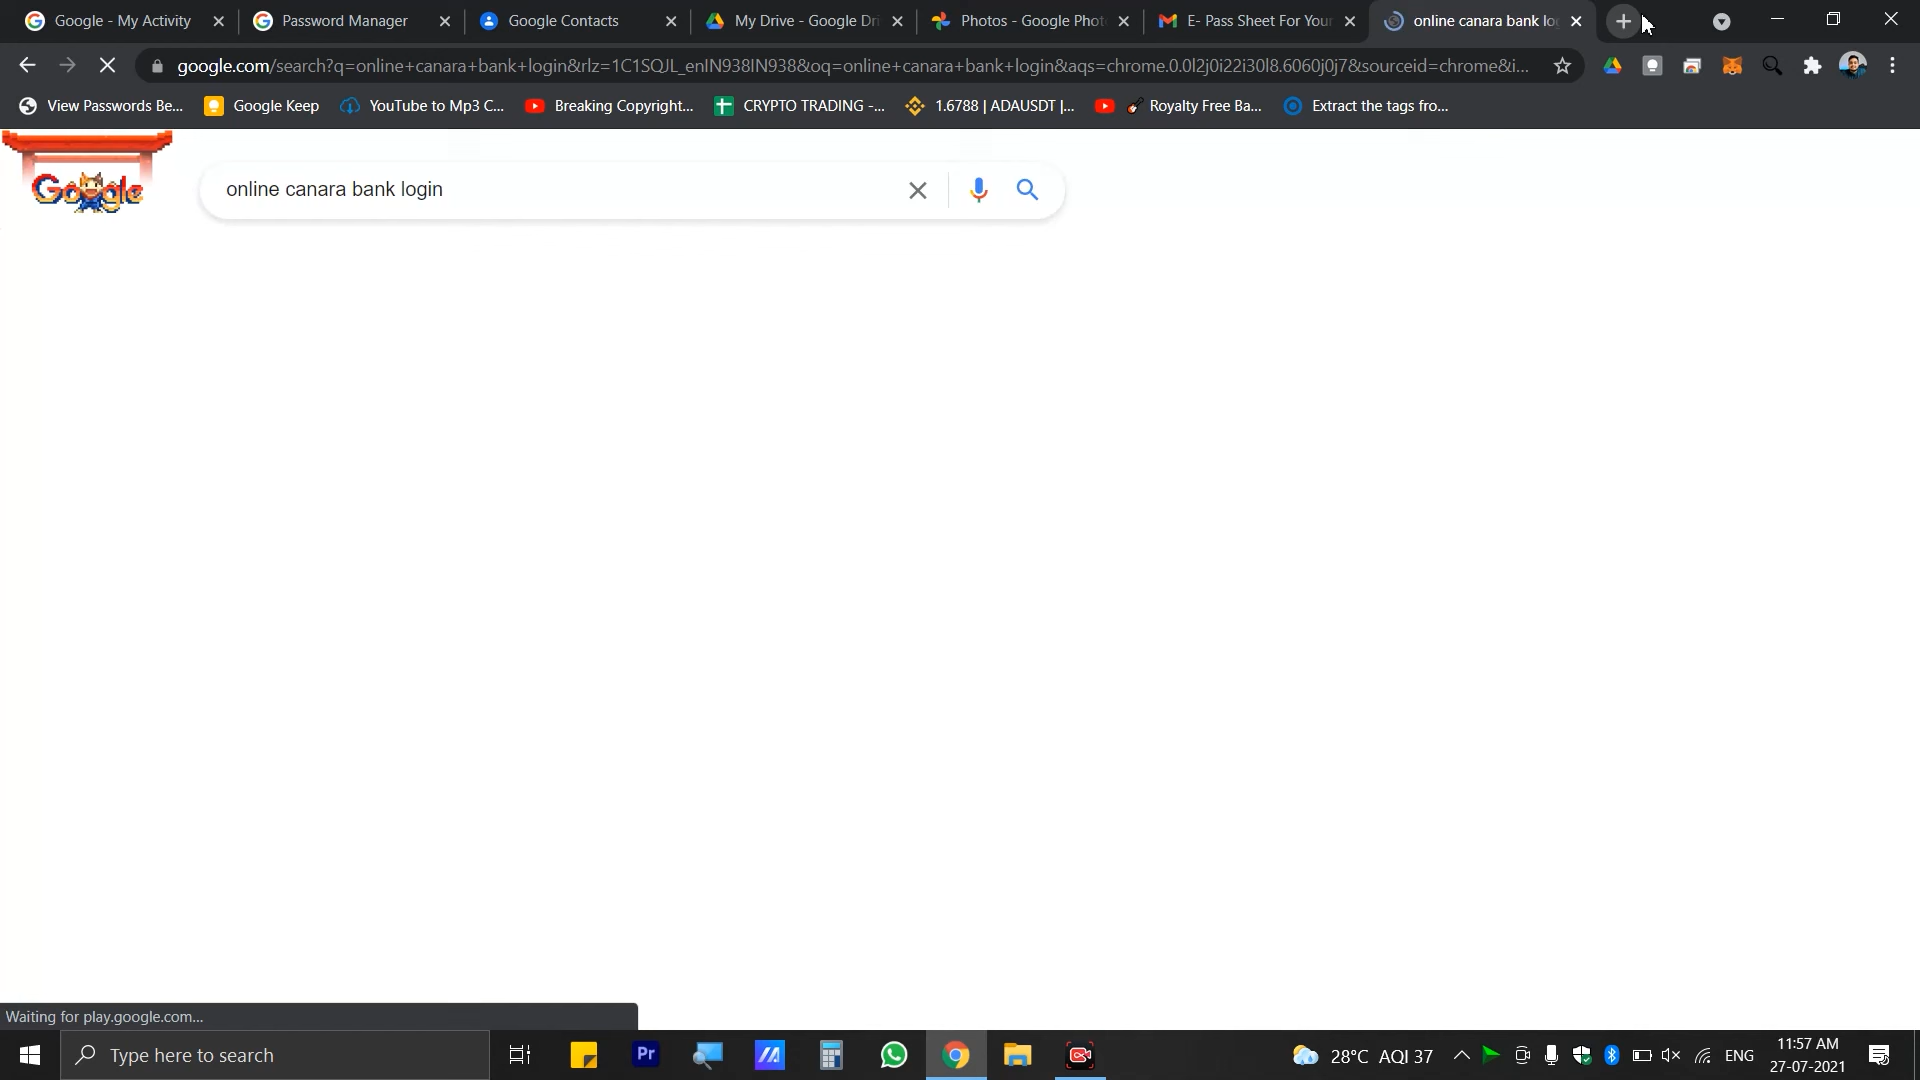 Google - My Activity
Password Manager
Google Contacts
My Drive - Google Dri
Photos - Google Phot
E- Pass Sheet For Your
online canara bank lo
google.com/search?q=online+canara+bank+login&rlz=1C1SQJL_enIN938IN938&oq=online+canara+bank+login&aqs=chrome.0.0l2j0i22i30l8.6060j0j7&sourceid=chrome&i...
View Passwords Be...
Google Keep
YouTube to Mp3 C...
Breaking Copyright...
CRYPTO TRADING -...
1.6788 | ADAUSDT |...
Royalty Free Ba...
Extract the tags fro...
Google
online canara bank login
Waiting for play.google.com...
Type here to search
Pr
28°C AQI 37
ENG
11:57 AM
27-07-2021